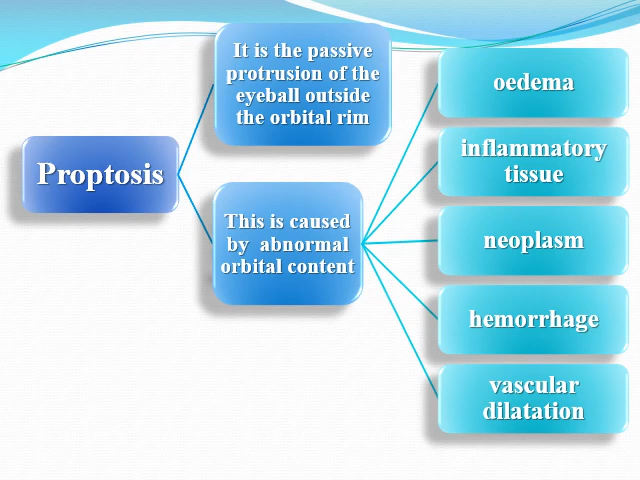 Proptosis
It is the passive
protrusion of the
eyeball outside
the orbital rim
This is caused
by abnormal
orbital content
oedema
inflammatory
tissue
neoplasm
hemorrhage
vascular
dilatation